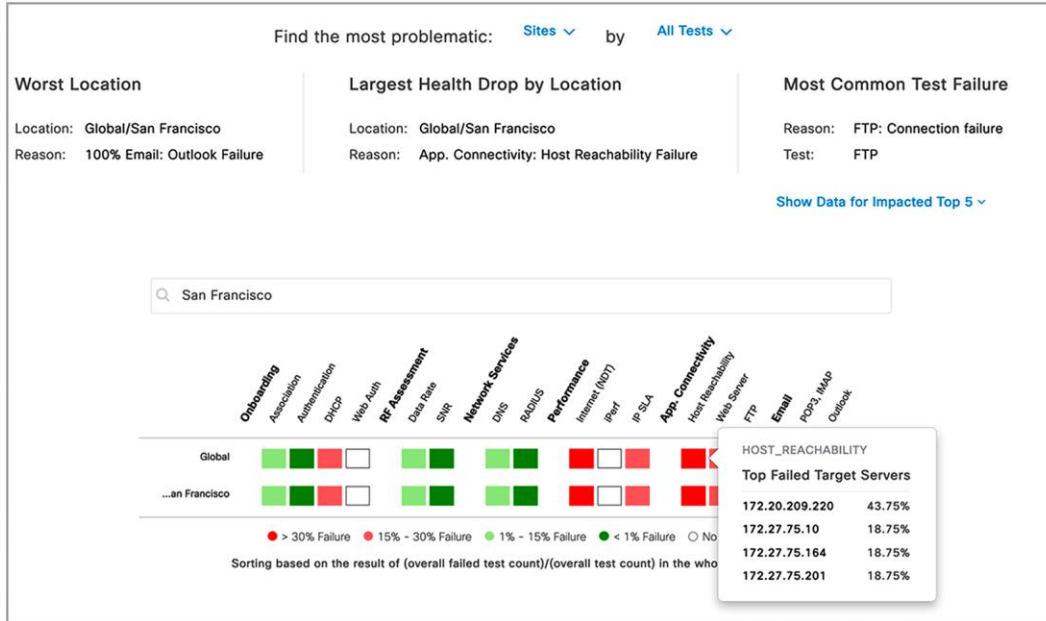 Find the most problematic: Sites by All Tests
Worst Location
Location: Global/San Francisco
Reason: 100% Email: Outlook Failure
Largest Health Drop by Location
Location: Global/San Francisco
Reason: App. Connectivity: Host Reachability Failure
Most Common Test Failure
Reason: FTP: Connection failure
Test: FTP
Show Data for Impacted Top 5
San Francisco
Onboarding
Association
Authentication
DHCP
Web Auth
RF Assessment
Data Rate
SNR
Network Services
DNS
RADIUS
Performance
Internet (NDT)
IPerf
IP SLA
App. Connectivity
Host Reachability
Web Server
FTP
Email
POP3, IMAP
Outlook
Global
...an Francisco
> 30% Failure 15% - 30% Failure 1% - 15% Failure < 1% Failure No
Sorting based on the result of (overall failed test count)/(overall test count) in the who
HOST_REACHABILITY
Top Failed Target Servers
172.20.209.220 43.75%
172.27.75.10 18.75%
172.27.75.164 18.75%
172.27.75.201 18.75%